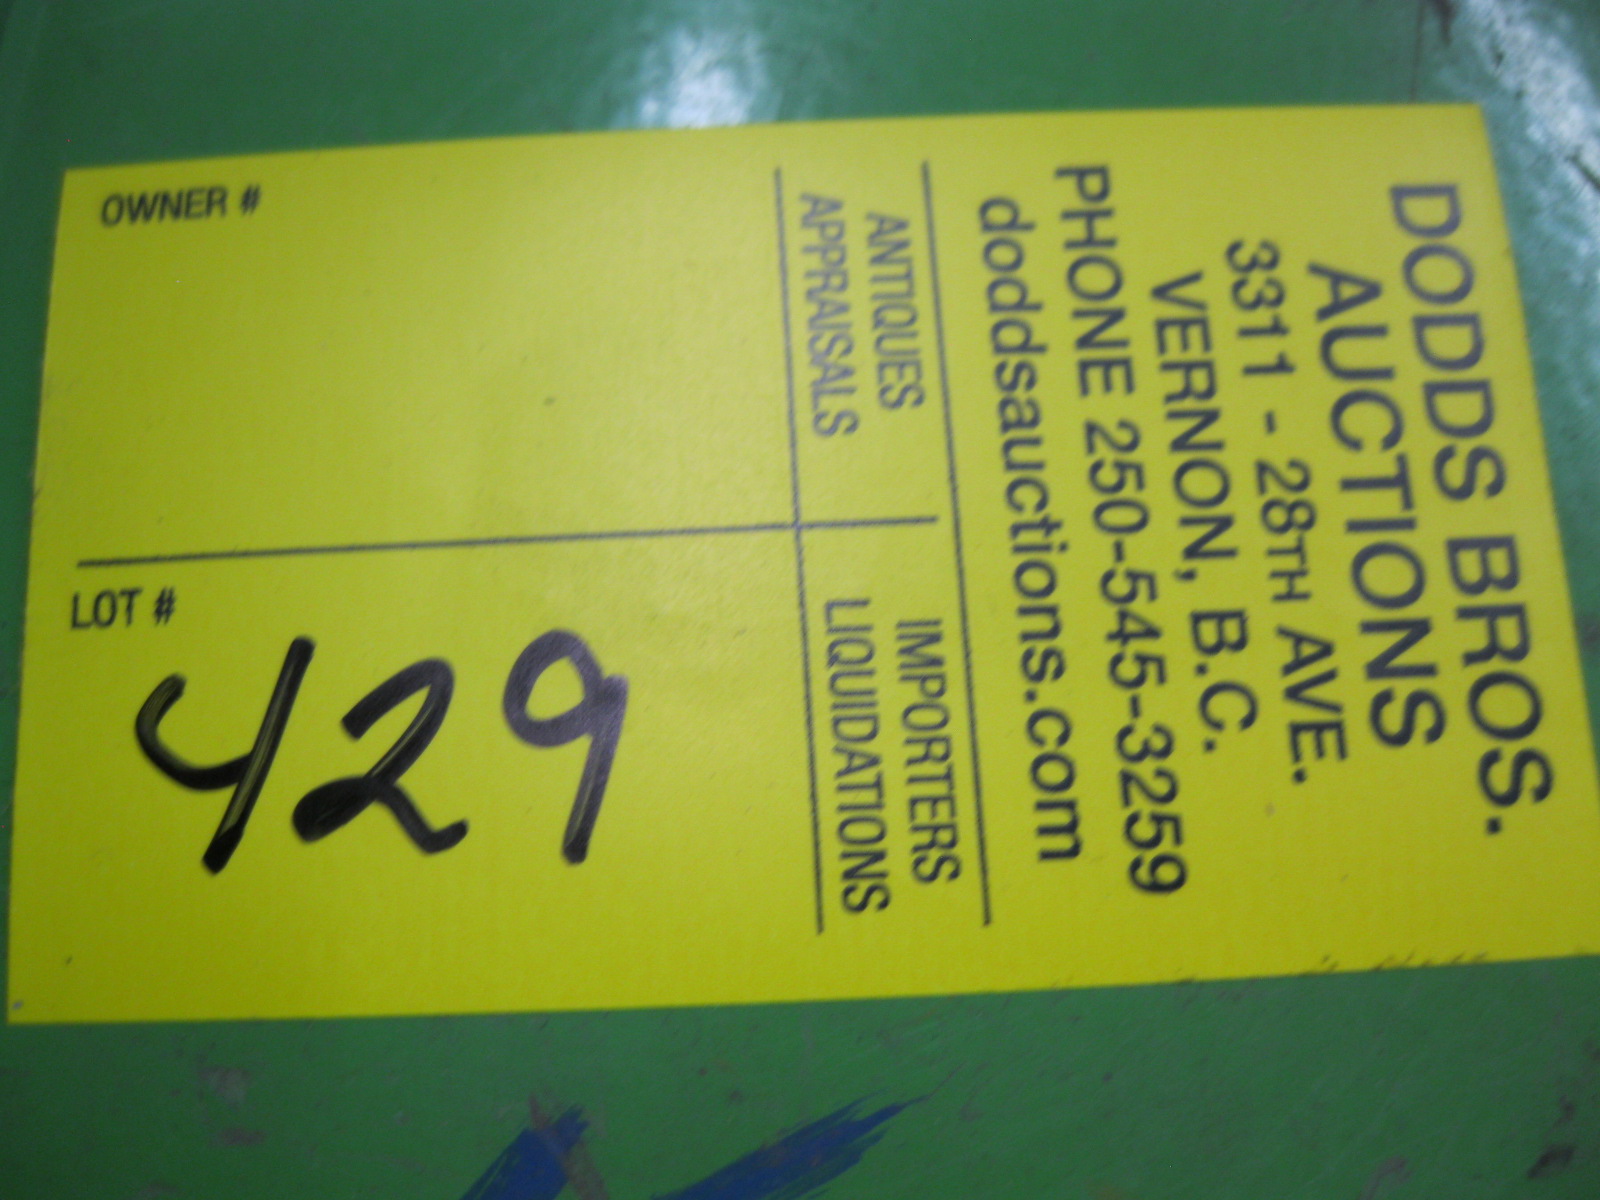 DODDS BROS.
AUCTIONS
3311 - 28TH AVE.
VERNON, B.C.
PHONE 250-545-3259
doddsauctions.com
ANTIQUES
APPRAISALS
IMPORTERS
LIQUIDATIONS
OWNER #
LOT #
429